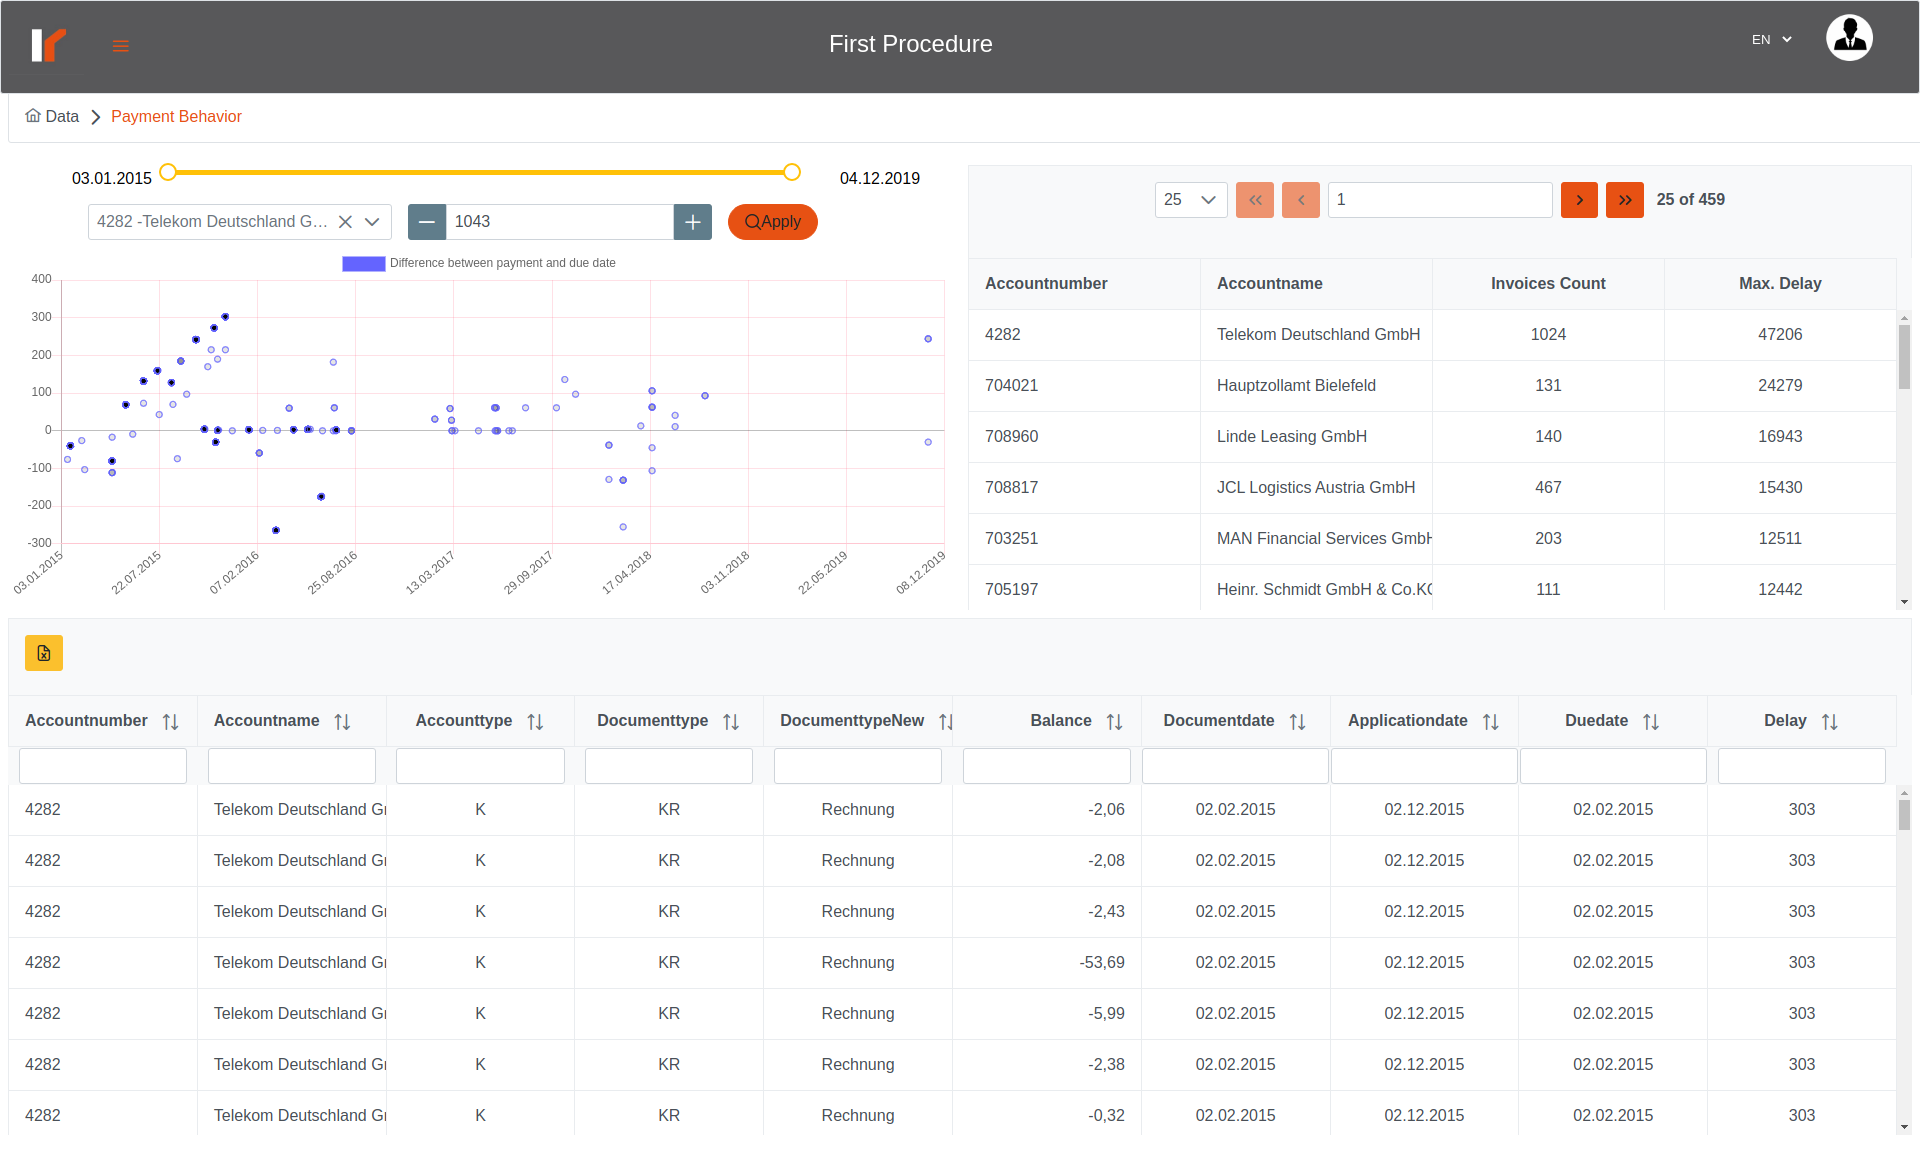 First Procedure
EN
Data
Payment Behavior
03.01.2015
04.12.2019
4282 -Telekom Deutschland G...
1043
Apply
Difference between payment and due date
400
300
200
100
0
-100
-200
-300
03.01.2015
22.07.2015
07.02.2016
25.08.2016
13.03.2017
29.09.2017
17.04.2018
03.11.2018
22.05.2019
08.12.2019
25
1
25 of 459
Accountnumber Accountname Invoices Count Max. Delay
4282 Telekom Deutschland GmbH 1024 47206
704021 Hauptzollamt Bielefeld 131 24279
708960 Linde Leasing GmbH 140 16943
708817 JCL Logistics Austria GmbH 467 15430
703251 MAN Financial Services GmbH 203 12511
705197 Heinr. Schmidt GmbH & Co.KG 111 12442
Accountnumber Accountname Accounttype Documenttype DocumenttypeNew Balance Documentdate Applicationdate Duedate Delay
4282 Telekom Deutschland Gr K KR Rechnung -2,06 02.02.2015 02.12.2015 02.02.2015 303
4282 Telekom Deutschland Gr K KR Rechnung -2,08 02.02.2015 02.12.2015 02.02.2015 303
4282 Telekom Deutschland Gr K KR Rechnung -2,43 02.02.2015 02.12.2015 02.02.2015 303
4282 Telekom Deutschland Gr K KR Rechnung -53,69 02.02.2015 02.12.2015 02.02.2015 303
4282 Telekom Deutschland Gr K KR Rechnung -5,99 02.02.2015 02.12.2015 02.02.2015 303
4282 Telekom Deutschland Gr K KR Rechnung -2,38 02.02.2015 02.12.2015 02.02.2015 303
4282 Telekom Deutschland Gr K KR Rechnung -0,32 02.02.2015 02.12.2015 02.02.2015 303